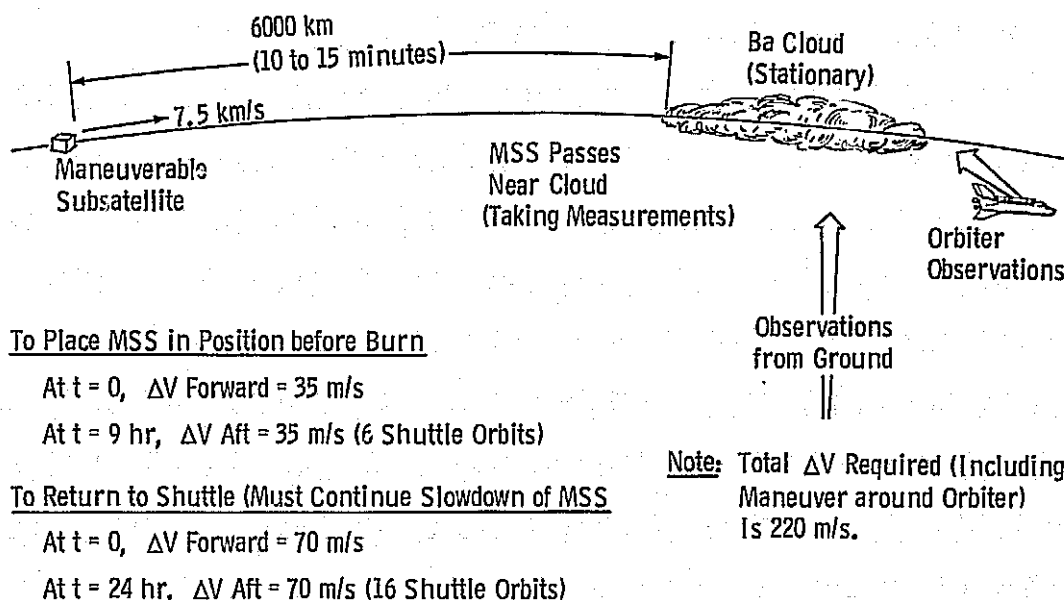 6000 km
(10 to 15 minutes)
Ba Cloud
(Stationary)
7.5 km/s
Maneuverable
Subsatellite
MSS Passes
Near Cloud
(Taking Measurements)
Orbiter
Observations
Observations
from Ground
To Place MSS in Position before Burn
At t = 0, ΔV Forward = 35 m/s
At t = 9 hr, ΔV Aft = 35 m/s (6 Shuttle Orbits)
To Return to Shuttle (Must Continue Slowdown of MSS
At t = 0, ΔV Forward = 70 m/s
At t = 24 hr, ΔV Aft = 70 m/s (16 Shuttle Orbits)
Note: Total ΔV Required (Including
Maneuver around Orbiter)
Is 220 m/s.